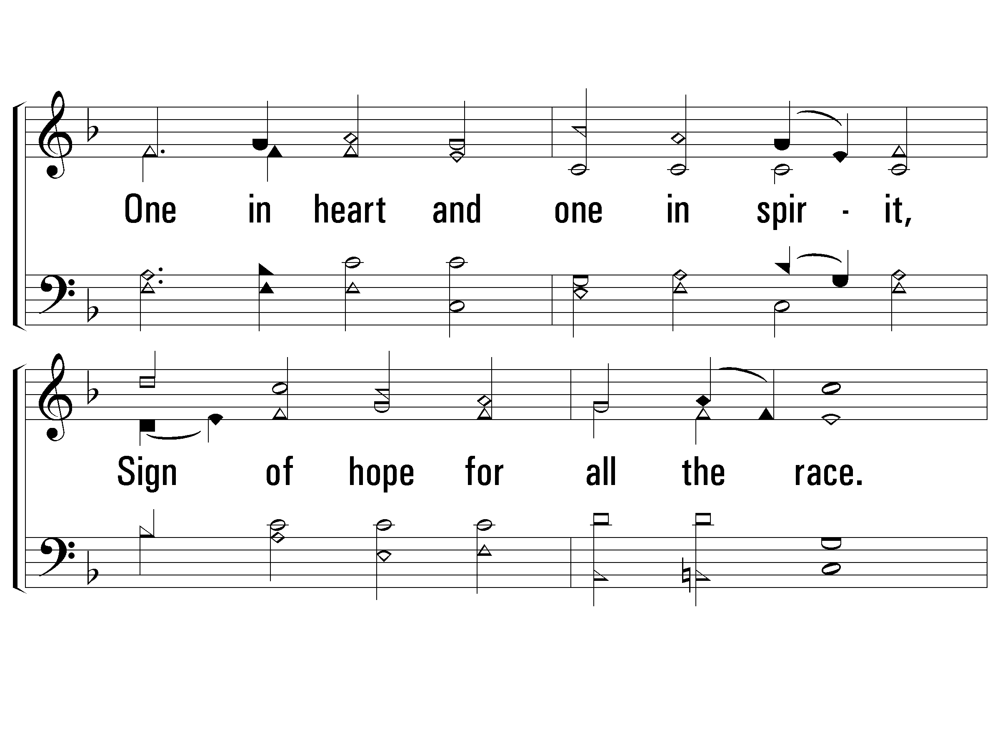 One in heart and one in spir - it,
Sign of hope for all the race.